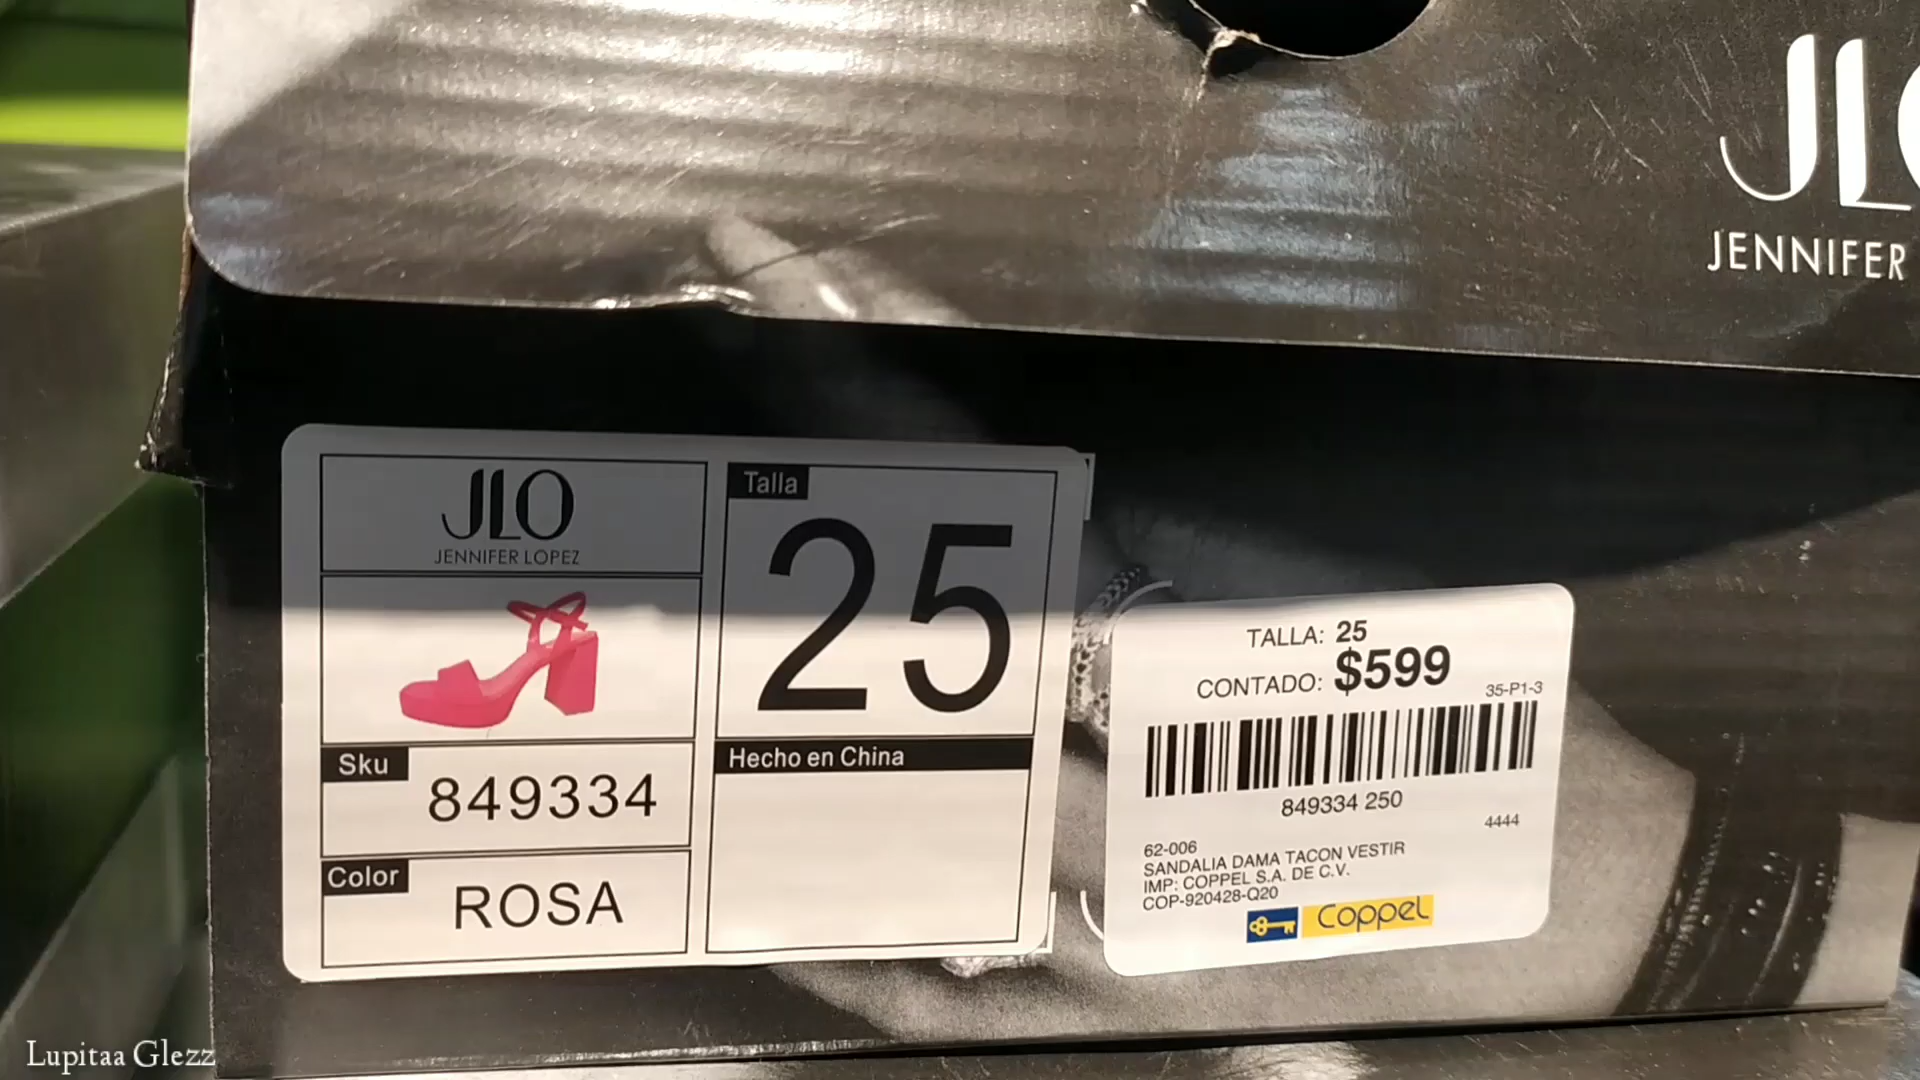 JLO
JENNIFER
JLO
JENNIFER LOPEZ
Talla
25
Sku
849334
Hecho en China
Color
ROSA
TALLA: 25
CONTADO: $599
35-P1-3
849334 250
4444
62-006
SANDALIA DAMA TACON VESTIR
IMP: COPPEL S.A. DE C.V.
COP-920428-Q20
Coppel
Lupitaa Glezz